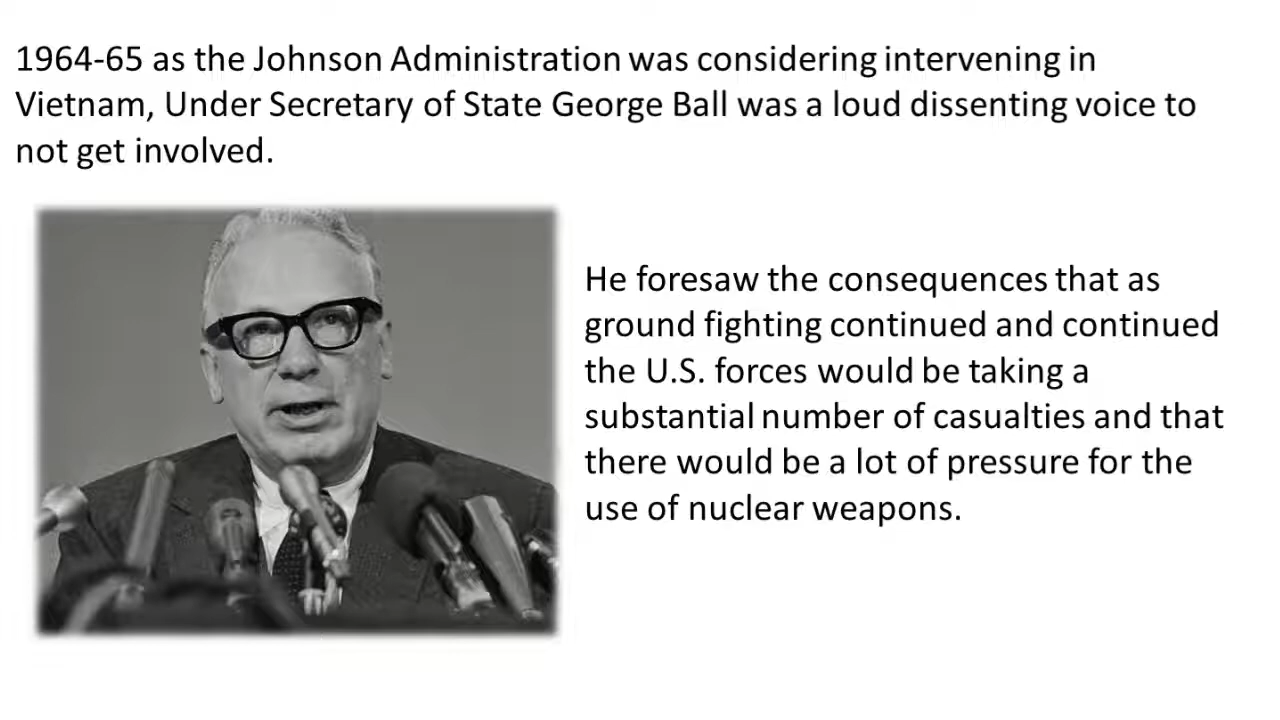 1964-65 as the Johnson Administration was considering intervening in
Vietnam, Under Secretary of State George Ball was a loud dissenting voice to
not get involved.
He foresaw the consequences that as
ground fighting continued and continued
the U.S. forces would be taking a
substantial number of casualties and that
there would be a lot of pressure for the
use of nuclear weapons.